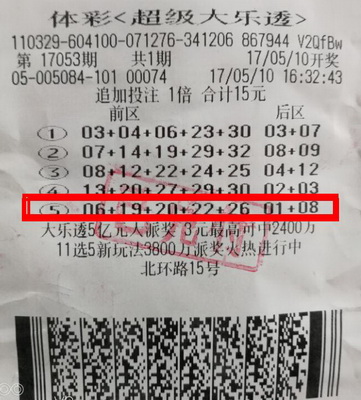 体彩<超级大乐透>
110329-604100-071276-341206 867944 V2QfBw
第 17053期 共1期 17/05/10开奖
05-005084-101 00074 17/05/10 16:32:43
追加投注 1倍 合计15元
前区 后区
① 03+04+06+23+30 03+07
② 07+14+19+29+32 08+09
③ 08+12+22+24+25 04+12
④ 13+20+27+29+30 02+03
⑤ 06+19+20+22+26 01+08
大乐透5亿元大派奖 3元最高可中2400万
11选5新玩法3800万派奖火热进行中
北环路15号